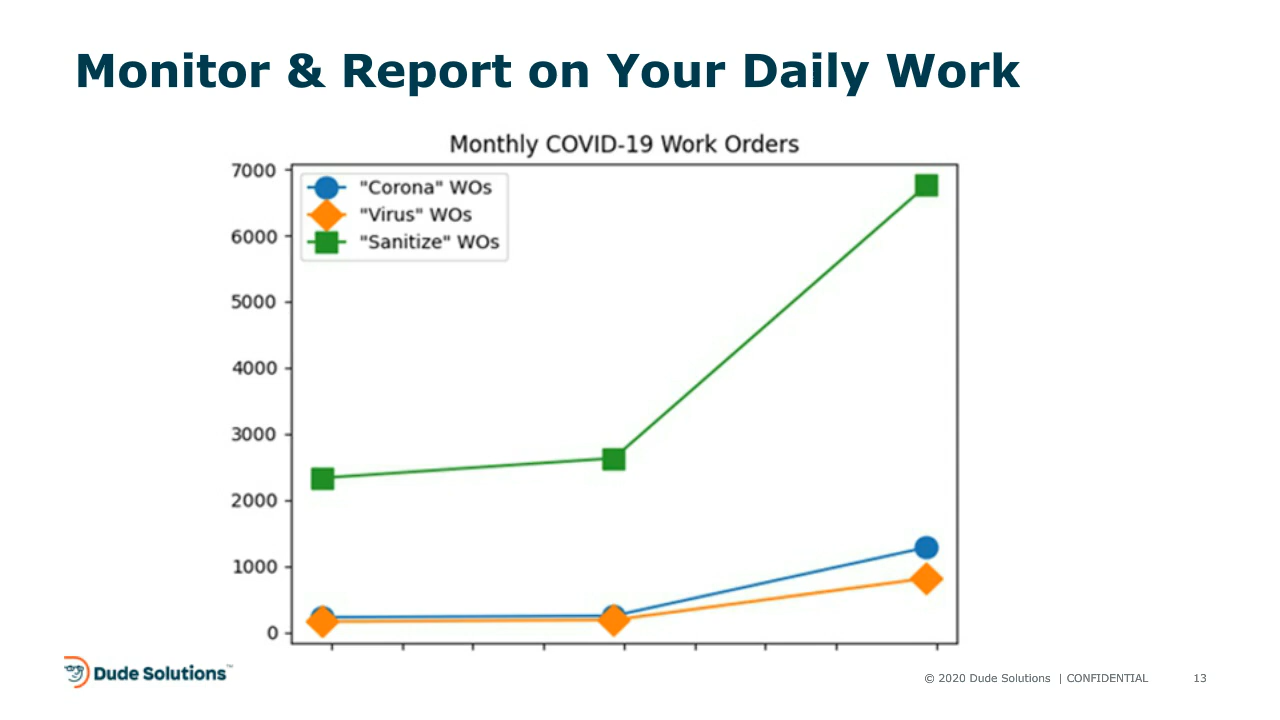 Monitor & Report on Your Daily Work
Monthly COVID-19 Work Orders
7000
6000
5000
4000
3000
2000
1000
0
"Corona" WOs
"Virus" WOs
"Sanitize" WOs
Dude Solutions™
© 2020 Dude Solutions | CONFIDENTIAL 13